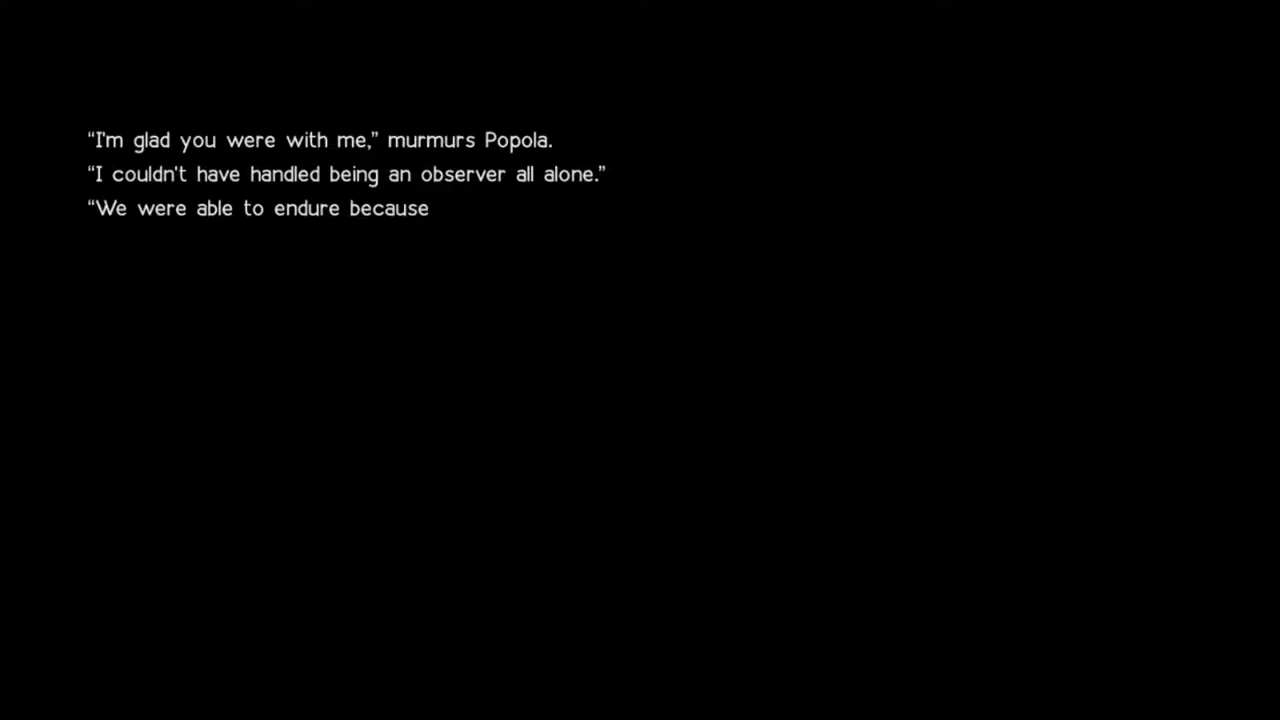 “I'm glad you were with me,” murmurs Popola.
“I couldn't have handled being an observer all alone.”
“We were able to endure because